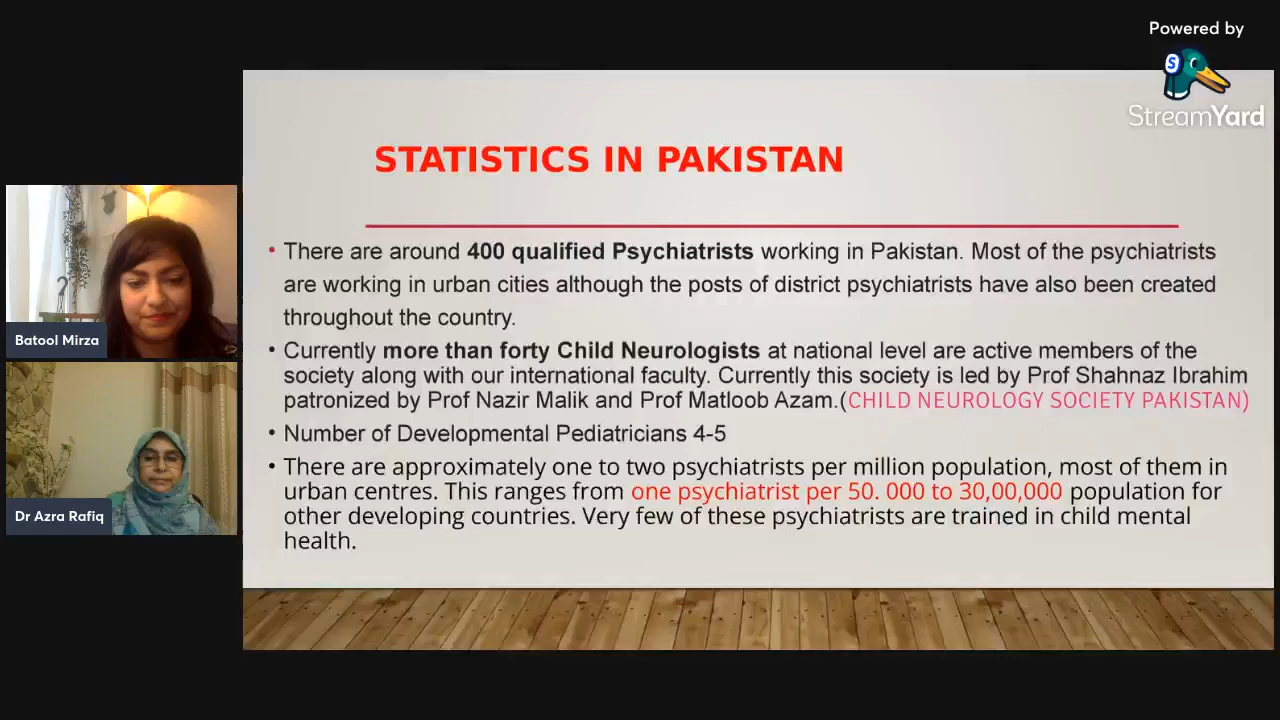 Powered by
S
StreamYard
STATISTICS IN PAKISTAN
• There are around 400 qualified Psychiatrists working in Pakistan. Most of the psychiatrists
are working in urban cities although the posts of district psychiatrists have also been created
throughout the country.
• Currently more than forty Child Neurologists at national level are active members of the
society along with our international faculty. Currently this society is led by Prof Shahnaz Ibrahim
patronized by Prof Nazir Malik and Prof Matloob Azam.(CHILD NEUROLOGY SOCIETY PAKISTAN)
• Number of Developmental Pediatricians 4-5
• There are approximately one to two psychiatrists per million population, most of them in
urban centres. This ranges from one psychiatrist per 50. 000 to 30,00,000 population for
other developing countries. Very few of these psychiatrists are trained in child mental
health.
Batool Mirza
Dr Azra Rafiq